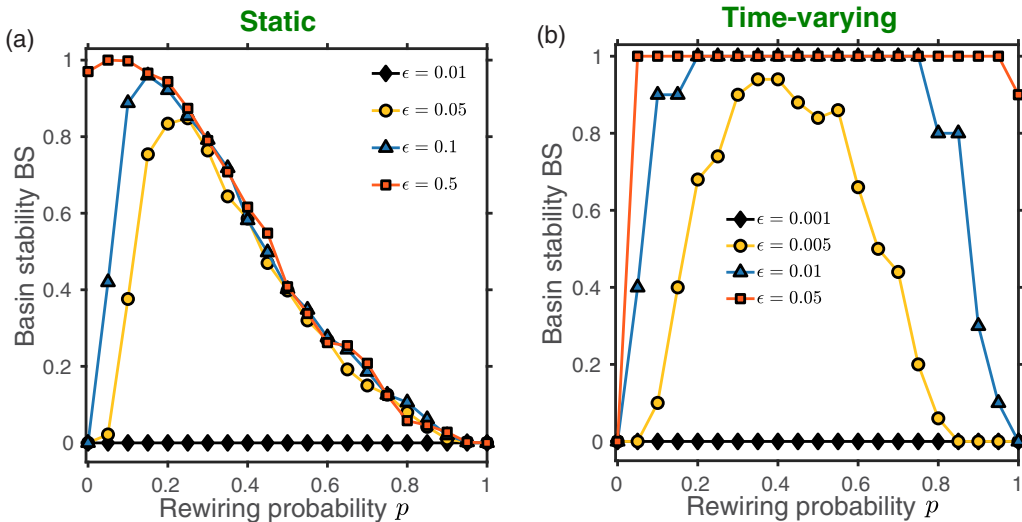 Static
(a)
Basin stability BS
1
0.8
0.6
0.4
0.2
0
0
0.2
0.4
0.6
0.8
1
Rewiring probability p
ϵ = 0.01
ϵ = 0.05
ϵ = 0.1
ϵ = 0.5
Time-varying
(b)
Basin stability BS
1
0.8
0.6
0.4
0.2
0
0
0.2
0.4
0.6
0.8
1
Rewiring probability p
ϵ = 0.001
ϵ = 0.005
ϵ = 0.01
ϵ = 0.05